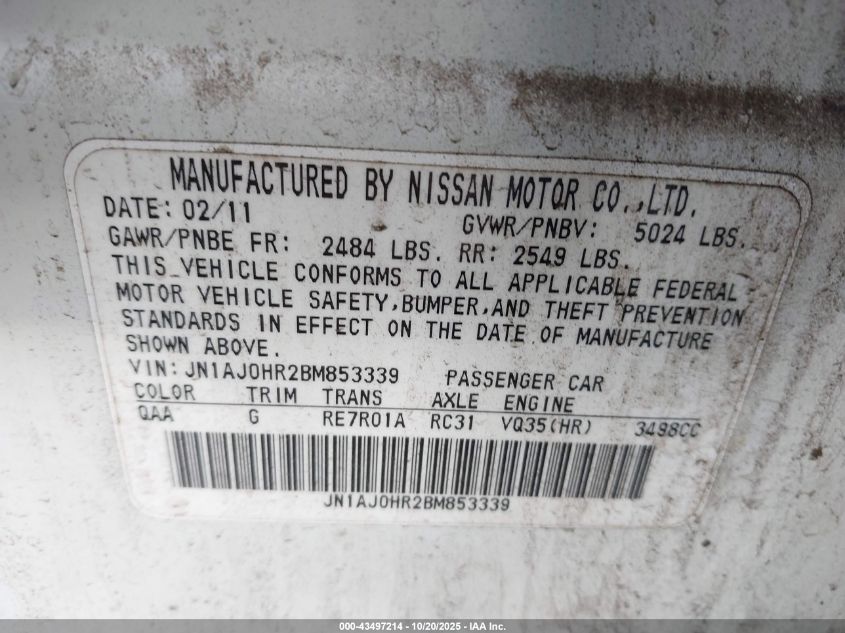 MANUFACTURED BY NISSAN MOTOR CO.,LTD.
DATE: 02/11 GVWR/PNBV: 5024 LBS.
GAWR/PNBE FR: 2484 LBS. RR: 2549 LBS.
THIS VEHICLE CONFORMS TO ALL APPLICABLE FEDERAL
MOTOR VEHICLE SAFETY,BUMPER,AND THEFT PREVENTION
STANDARDS IN EFFECT ON THE DATE OF MANUFACTURE
SHOWN ABOVE.
VIN: JN1AJ0HR2BM853339 PASSENGER CAR
COLOR TRIM TRANS AXLE ENGINE
QAA G RE7R01A RC31 VQ35(HR) 3498CC
JN1AJ0HR2BM853339
000-43497214 - 10/20/2025 - IAA Inc.